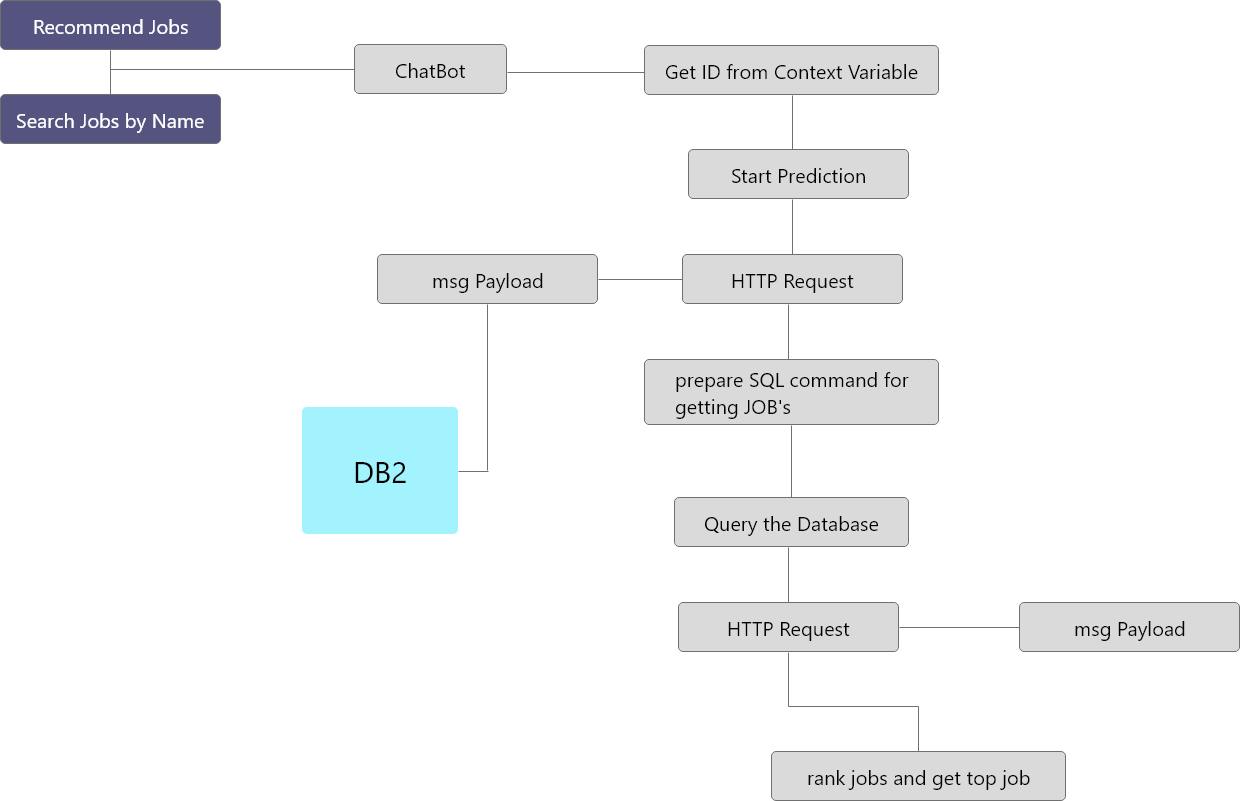 Recommend Jobs
ChatBot
Get ID from Context Variable
Search Jobs by Name
Start Prediction
msg Payload
HTTP Request
prepare SQL command for
getting JOB's
DB2
Query the Database
HTTP Request
msg Payload
rank jobs and get top job